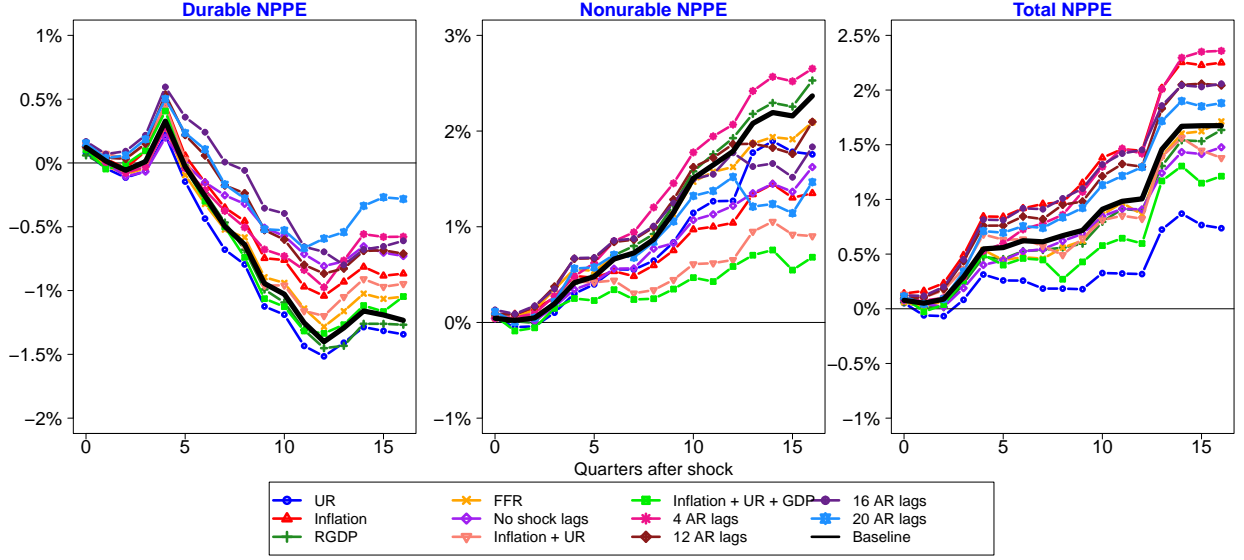 Durable NPPE
Nonurable NPPE
Total NPPE
1%
0.5%
0%
−0.5%
−1%
−1.5%
−2%
0 5 10 15
3%
2%
1%
0%
−1%
0 5 10 15
2.5%
2%
1.5%
1%
0.5%
0%
−0.5%
−1%
0 5 10 15
Quarters after shock
UR
Inflation
RGDP
FFR
No shock lags
Inflation + UR
Inflation + UR + GDP
4 AR lags
12 AR lags
16 AR lags
20 AR lags
Baseline